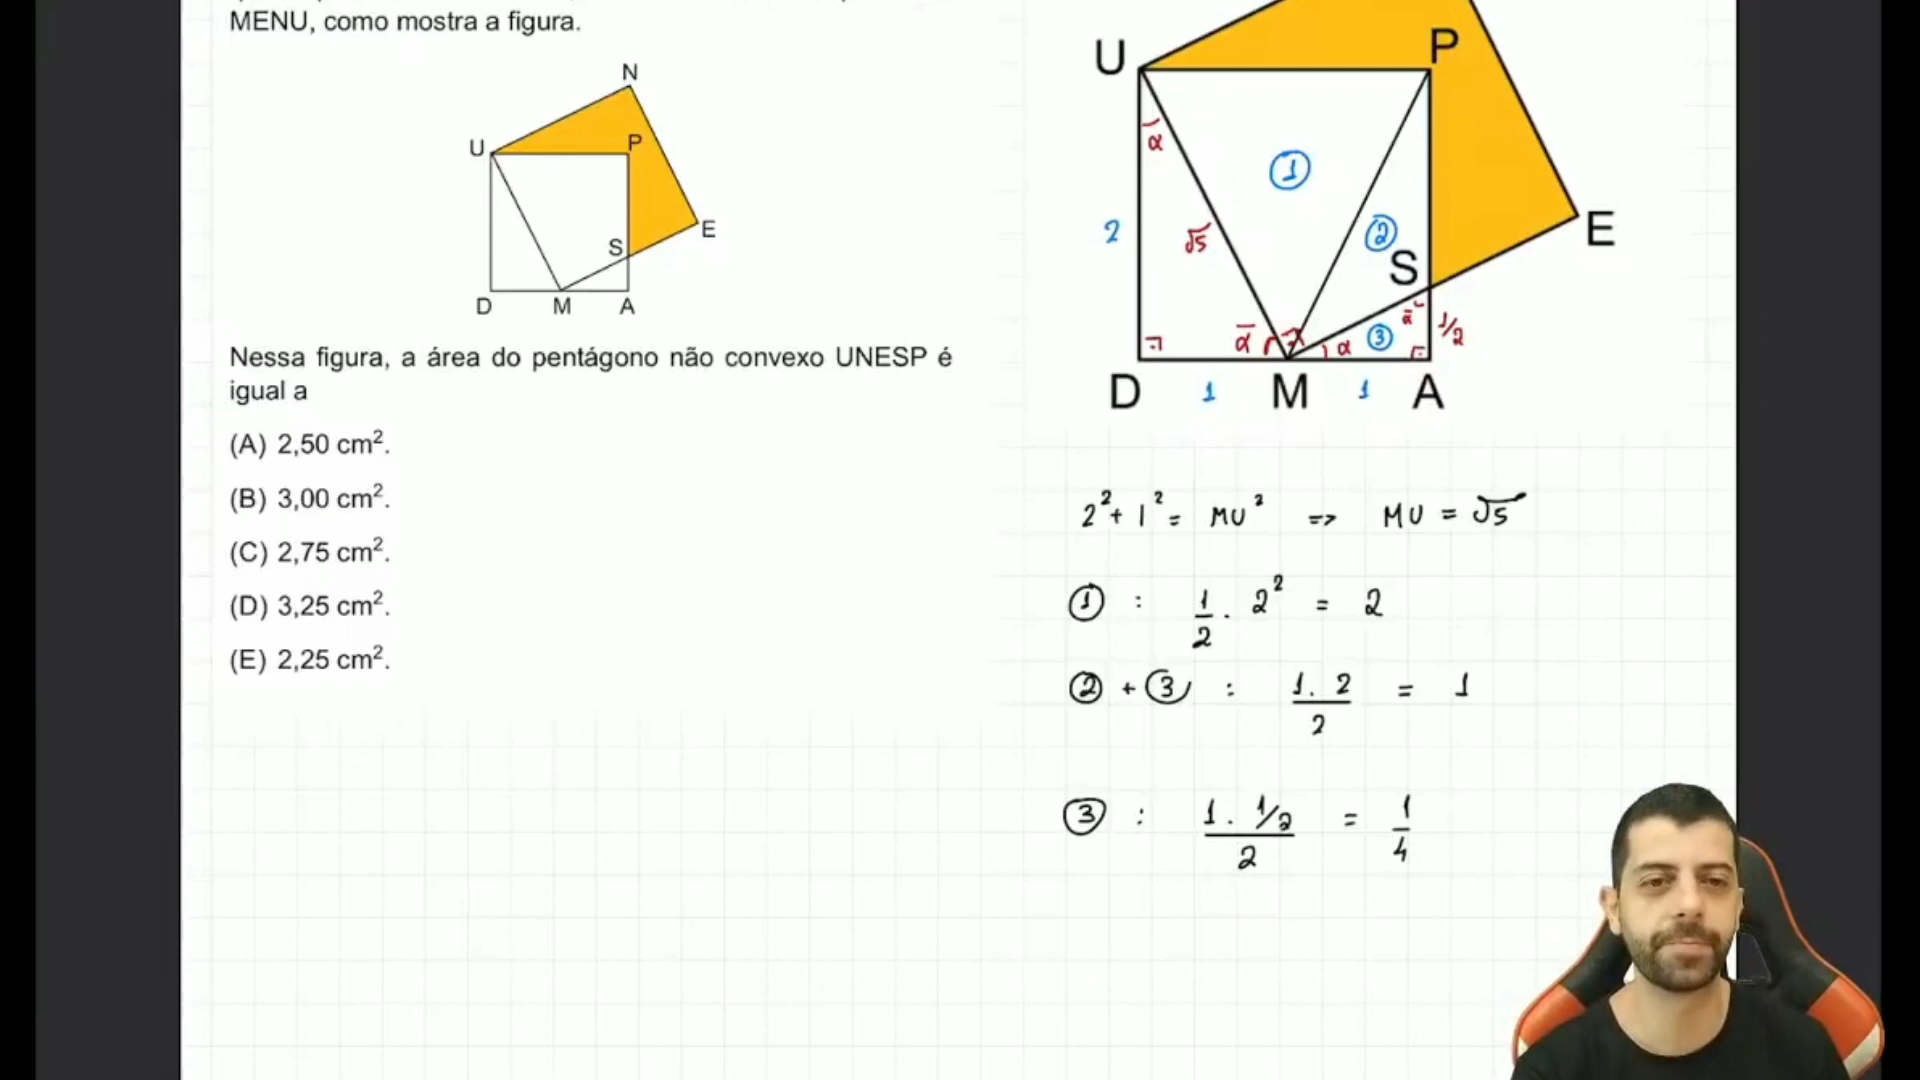 MENU, como mostra a figura.
N
U
P
E
S
D
M
A
Nessa figura, a área do pentágono não convexo UNESP é
igual a
(A) 2,50 cm².
(B) 3,00 cm².
(C) 2,75 cm².
(D) 3,25 cm².
(E) 2,25 cm².
U
P
α
1
2
√5
2
E
S
ᾱ
ᾱ
α
3
1/2
D
1
M
1
A
2² + 1² = MU² => MU = √5
① : 1/2 . 2² = 2
② + ③ : 1.2/2 = 1
③ : 1.1/2/2 = 1/4